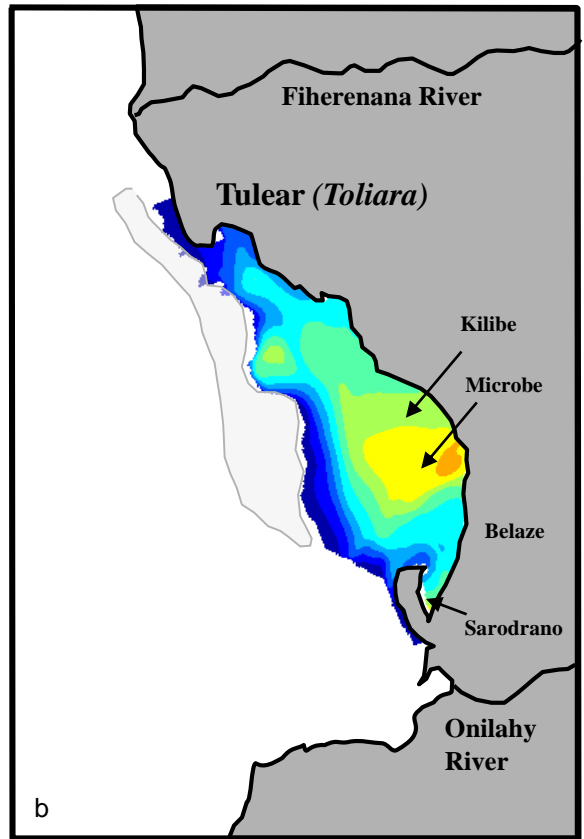 Fiherenana River
Tulear (Toliara)
Kilibe
Microbe
Belaze
Sarodrano
Onilahy
River
b